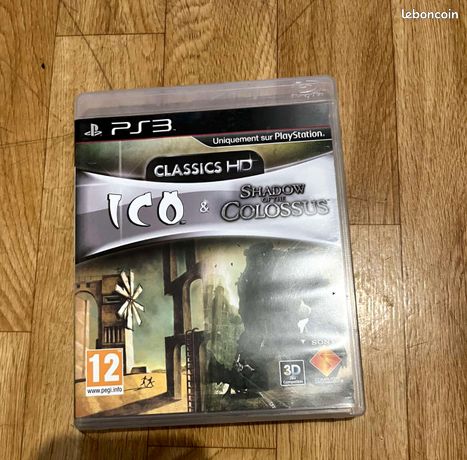 leboncoin
PS3
Uniquement sur PlayStation.
CLASSICS HD
ICO &
SHADOW
OF THE
COLOSSUS
12
www.pegi.info
3D
SONY